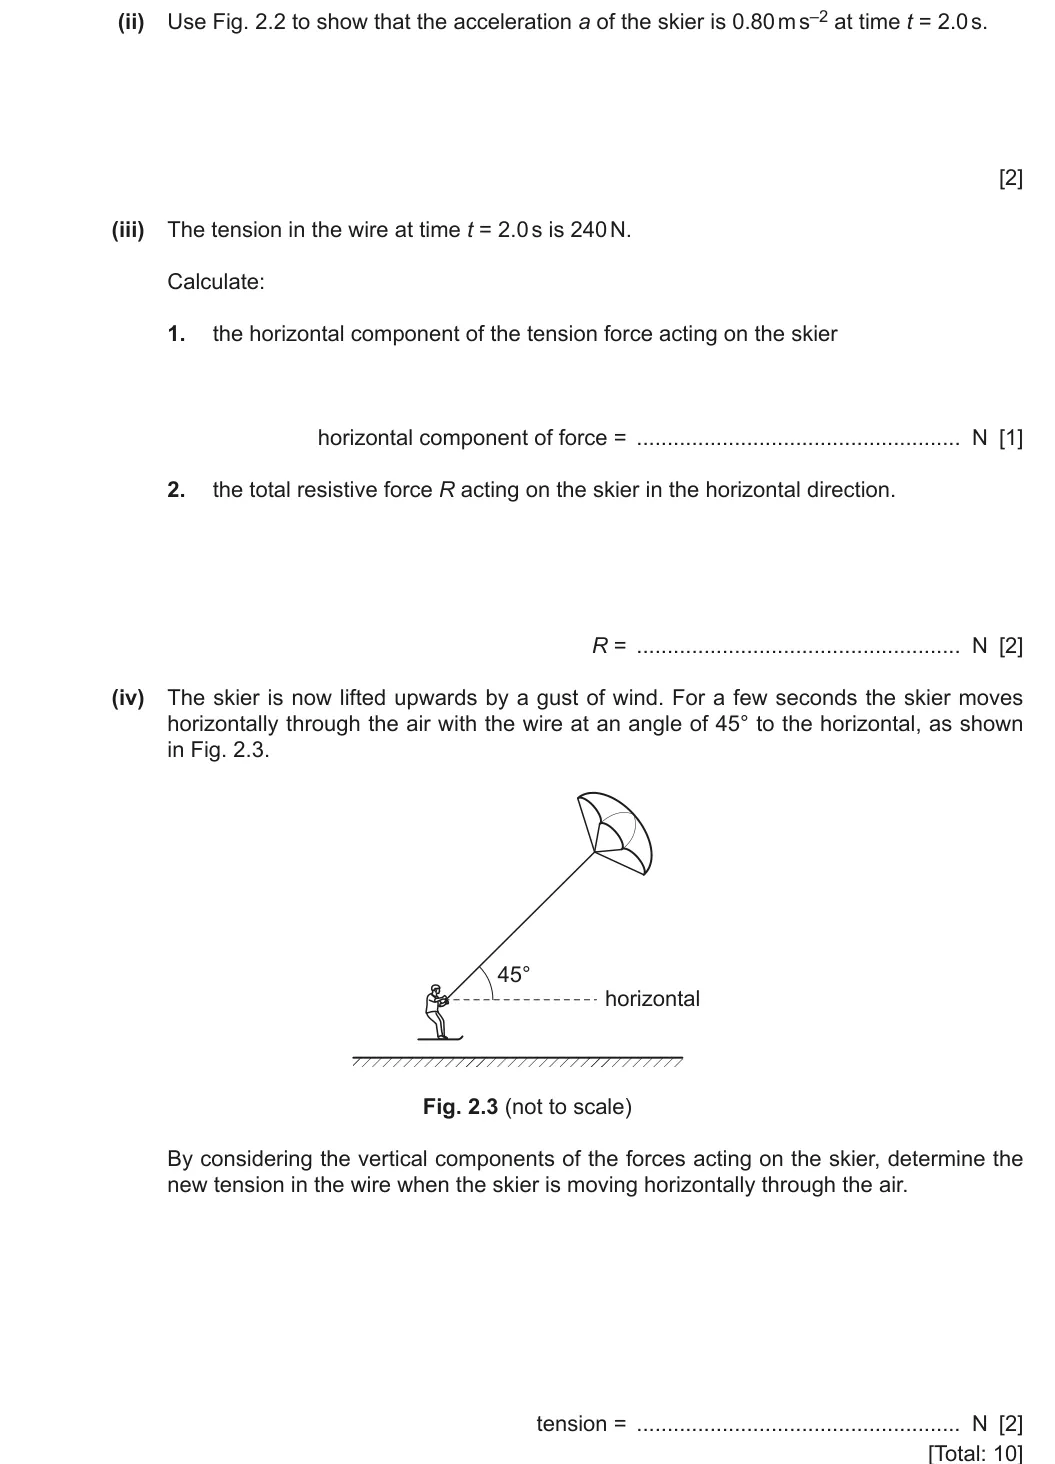 (ii) Use Fig. 2.2 to show that the acceleration a of the skier is 0.80 m s⁻² at time t = 2.0 s.
[2]
(iii) The tension in the wire at time t = 2.0 s is 240 N.
Calculate:
1. the horizontal component of the tension force acting on the skier
horizontal component of force = ..................................................... N [1]
2. the total resistive force R acting on the skier in the horizontal direction.
R = ..................................................... N [2]
(iv) The skier is now lifted upwards by a gust of wind. For a few seconds the skier moves
horizontally through the air with the wire at an angle of 45° to the horizontal, as shown
in Fig. 2.3.
45°
horizontal
Fig. 2.3 (not to scale)
By considering the vertical components of the forces acting on the skier, determine the
new tension in the wire when the skier is moving horizontally through the air.
tension = ..................................................... N [2]
[Total: 10]